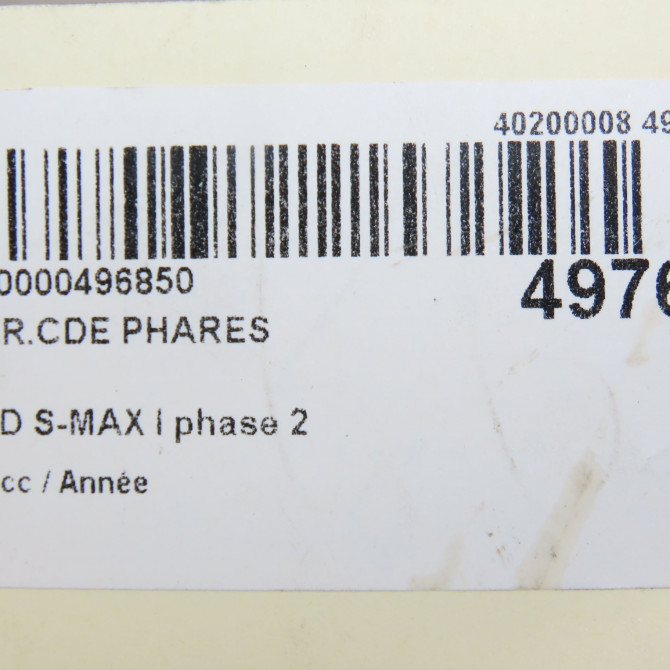 40200008 49
0000496850
4976
R.CDE PHARES
D S-MAX I phase 2
cc / Année